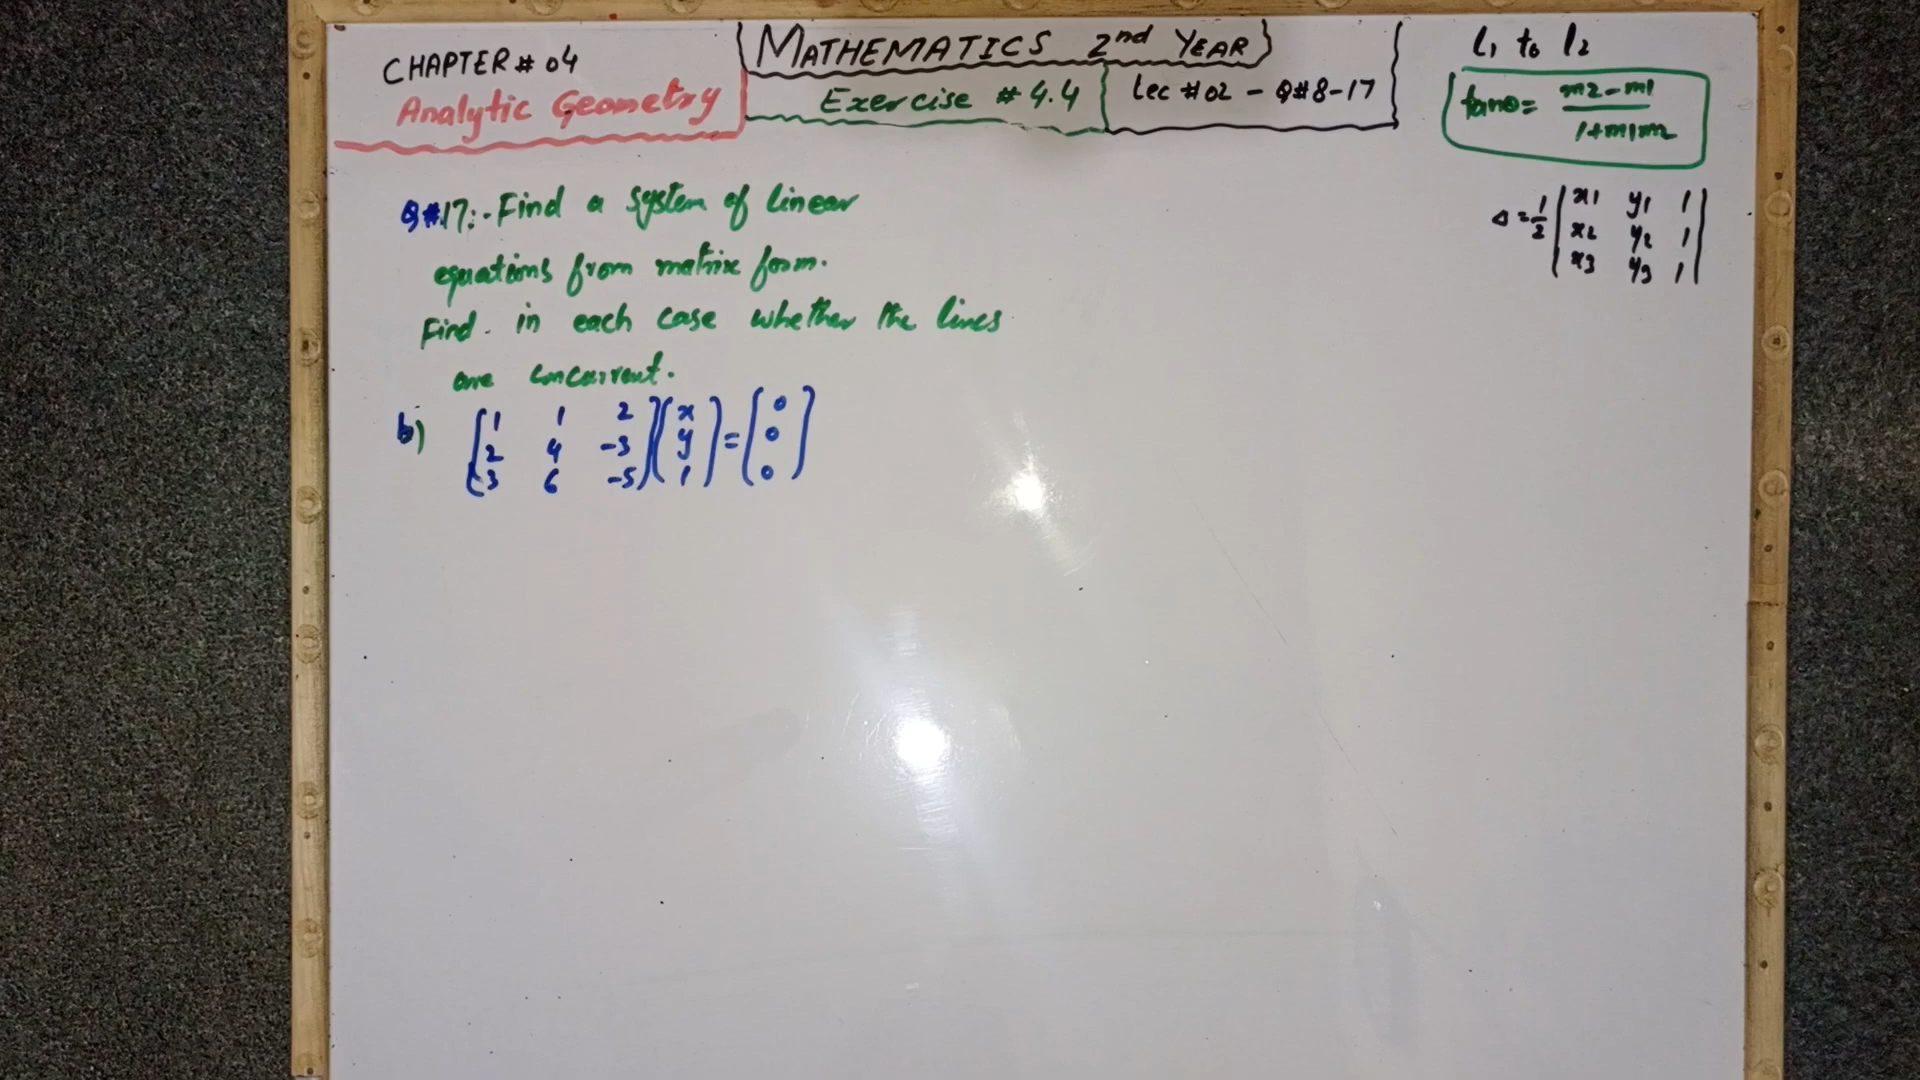 CHAPTER # 04
Analytic Geometry
MATHEMATICS 2nd YEAR
Exercise # 4.4
Lec #02 - Q#8-17
l1 to l2
tanθ = m2-m1
1+m1m2
Δ = 1/2 | x1 y1 1 |
| x2 y2 1 |
| x3 y3 1 |
Q#17:- Find a system of linear
equations from matrix form.
Find in each case whether the lines
are concurrent.
b) [ 1 1 2 ] [ x ] = [ 0 ]
[ 2 4 -3 ] [ y ] [ 0 ]
[ 3 6 -5 ] [ 1 ] [ 0 ]